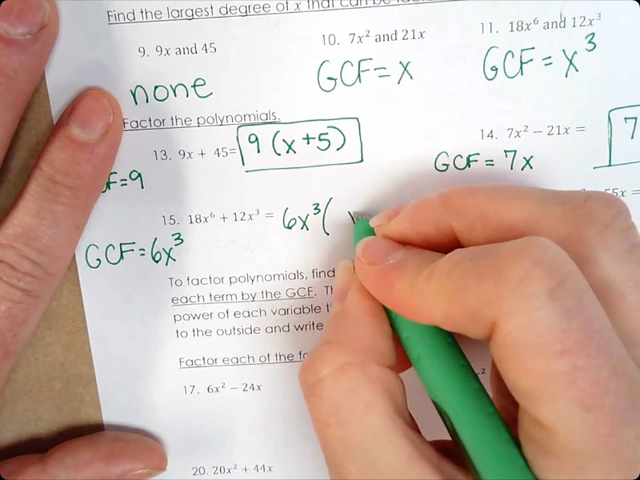 Find the largest degree of x that can be
9. 9x and 45
10. 7x² and 21x
11. 18x⁶ and 12x³
none
GCF = x
GCF = x³
Factor the polynomials.
13. 9x + 45= 9 (x+5)
14. 7x² − 21x = 7
F=9
GCF = 7x
15. 18x⁶ + 12x³ = 6x³(
55x =
GCF=6x³
To factor polynomials, find
each term by the GCF. Th
power of each variable t
to the outside and write
Factor each of the fo
17. 6x² − 24x
20. 20x² + 44x